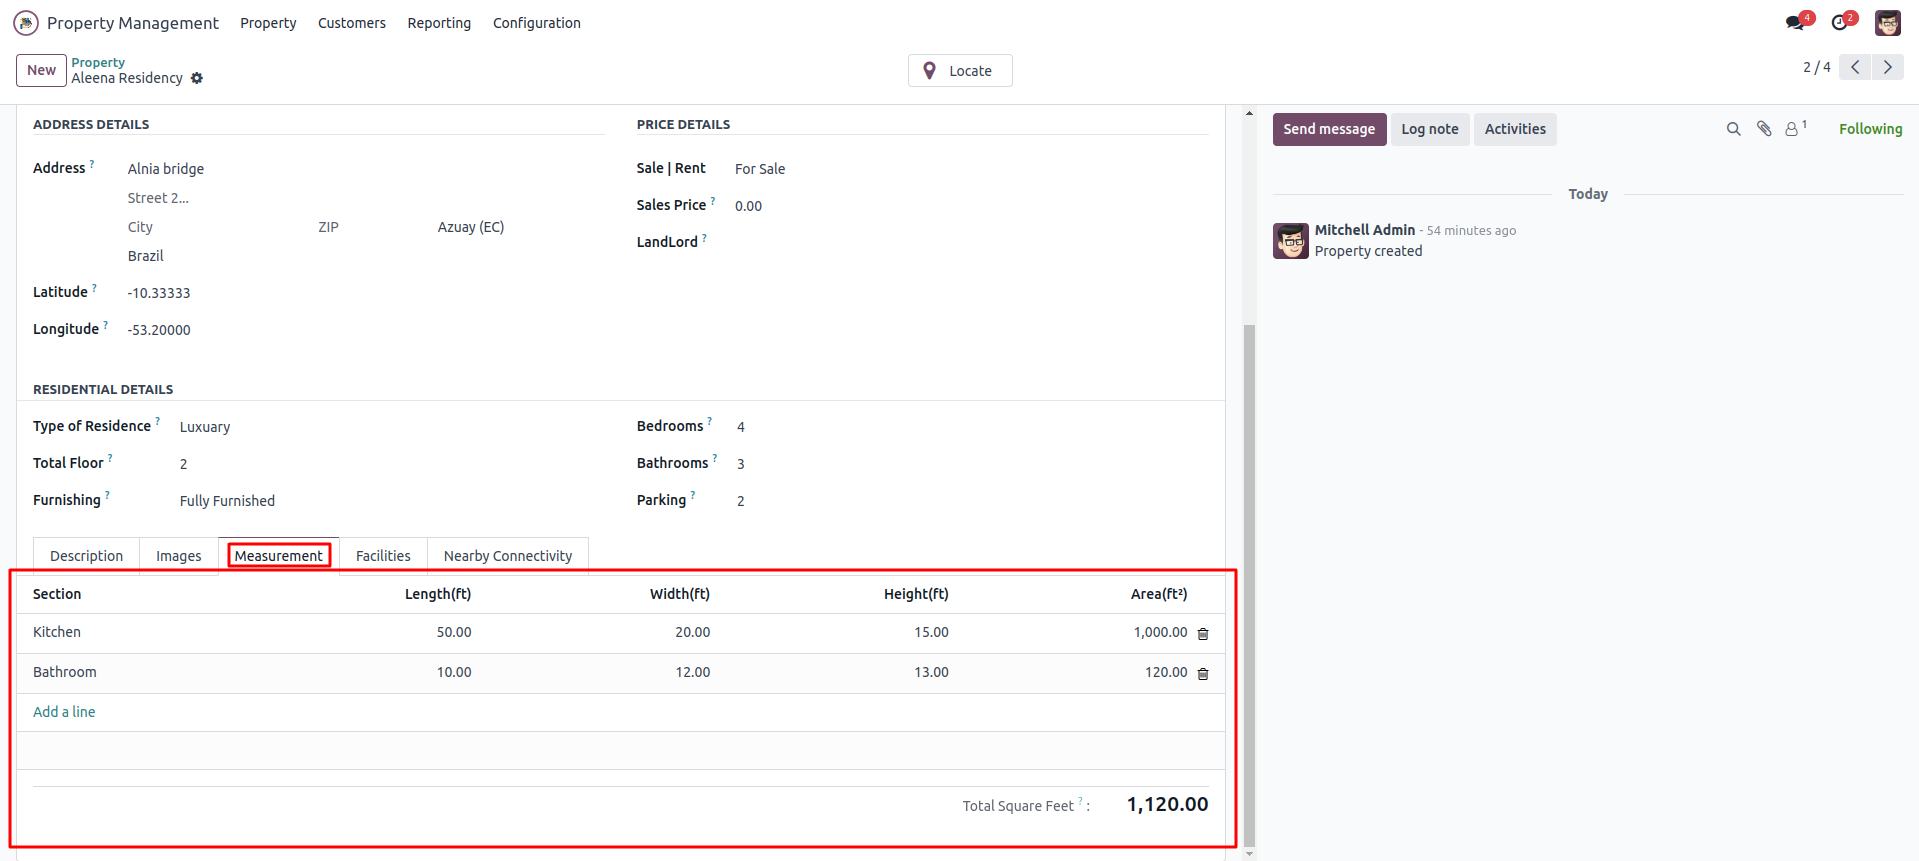 Property Management Property Customers Reporting Configuration 4 2
New Property Locate 2 / 4
Aleena Residency
ADDRESS DETAILS PRICE DETAILS
Send message Log note Activities 1 Following
Address ? Alnia bridge Sale | Rent For Sale
Street 2...
Today
Sales Price ? 0.00
City ZIP Azuay (EC)
Mitchell Admin - 54 minutes ago
LandLord ?
Property created
Brazil
Latitude ? -10.33333
Longitude ? -53.20000
RESIDENTIAL DETAILS
Type of Residence ? Luxuary Bedrooms ? 4
Total Floor ? 2 Bathrooms ? 3
Furnishing ? Fully Furnished Parking ? 2
Description Images Measurement Facilities Nearby Connectivity
Section Length(ft) Width(ft) Height(ft) Area(ft²)
Kitchen 50.00 20.00 15.00 1,000.00
Bathroom 10.00 12.00 13.00 120.00
Add a line
Total Square Feet ? : 1,120.00